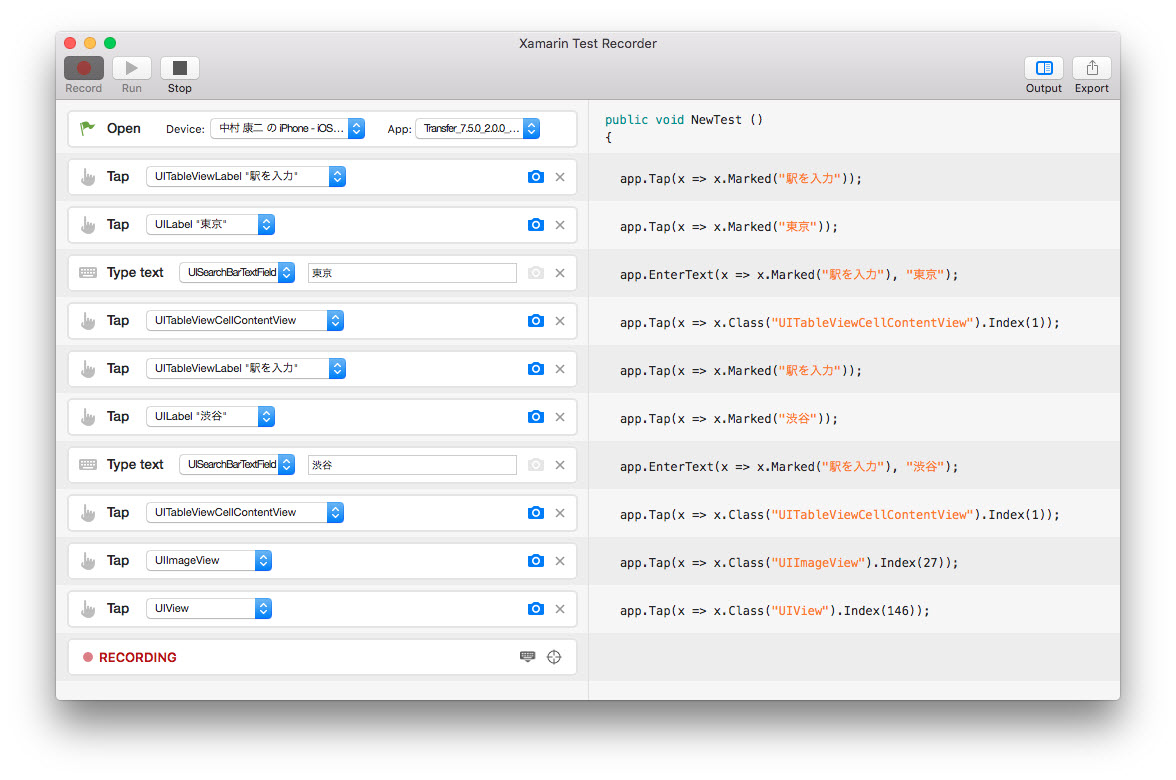 Xamarin Test Recorder
Record Run Stop Output Export
Open Device: 中村 康二 の iPhone - iOS... App: Transfer_7.5.0_2.0.0_...
public void NewTest ()
{
Tap UITableViewLabel "駅を入力" app.Tap(x => x.Marked("駅を入力"));
Tap UILabel "東京" app.Tap(x => x.Marked("東京"));
Type text UISearchBarTextField 東京 app.EnterText(x => x.Marked("駅を入力"), "東京");
Tap UITableViewCellContentView app.Tap(x => x.Class("UITableViewCellContentView").Index(1));
Tap UITableViewLabel "駅を入力" app.Tap(x => x.Marked("駅を入力"));
Tap UILabel "渋谷" app.Tap(x => x.Marked("渋谷"));
Type text UISearchBarTextField 渋谷 app.EnterText(x => x.Marked("駅を入力"), "渋谷");
Tap UITableViewCellContentView app.Tap(x => x.Class("UITableViewCellContentView").Index(1));
Tap UIImageView app.Tap(x => x.Class("UIImageView").Index(27));
Tap UIView app.Tap(x => x.Class("UIView").Index(146));
RECORDING